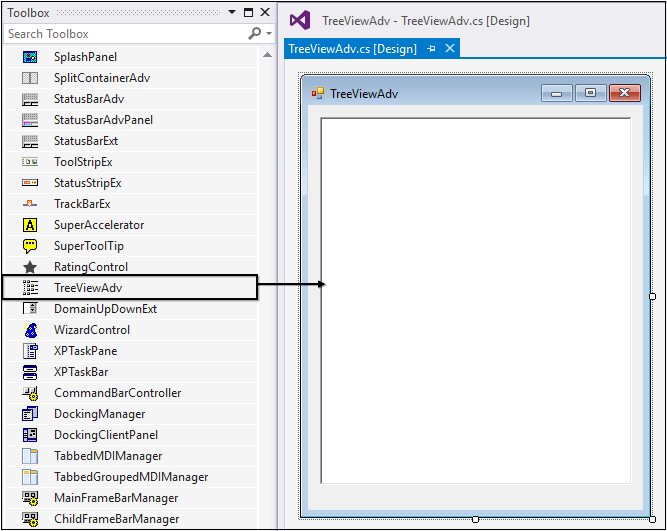 Toolbox
Search Toolbox
SplashPanel
SplitContainerAdv
StatusBarAdv
StatusBarAdvPanel
StatusBarExt
ToolStripEx
StatusStripEx
TrackBarEx
A SuperAccelerator
SuperToolTip
RatingControl
TreeViewAdv
DomainUpDownExt
WizardControl
XPTaskPane
XPTaskBar
CommandBarController
DockingManager
DockingClientPanel
TabbedMDIManager
TabbedGroupedMDIManager
MainFrameBarManager
ChildFrameBarManager
TreeViewAdv - TreeViewAdv.cs [Design]
TreeViewAdv.cs [Design]
TreeViewAdv